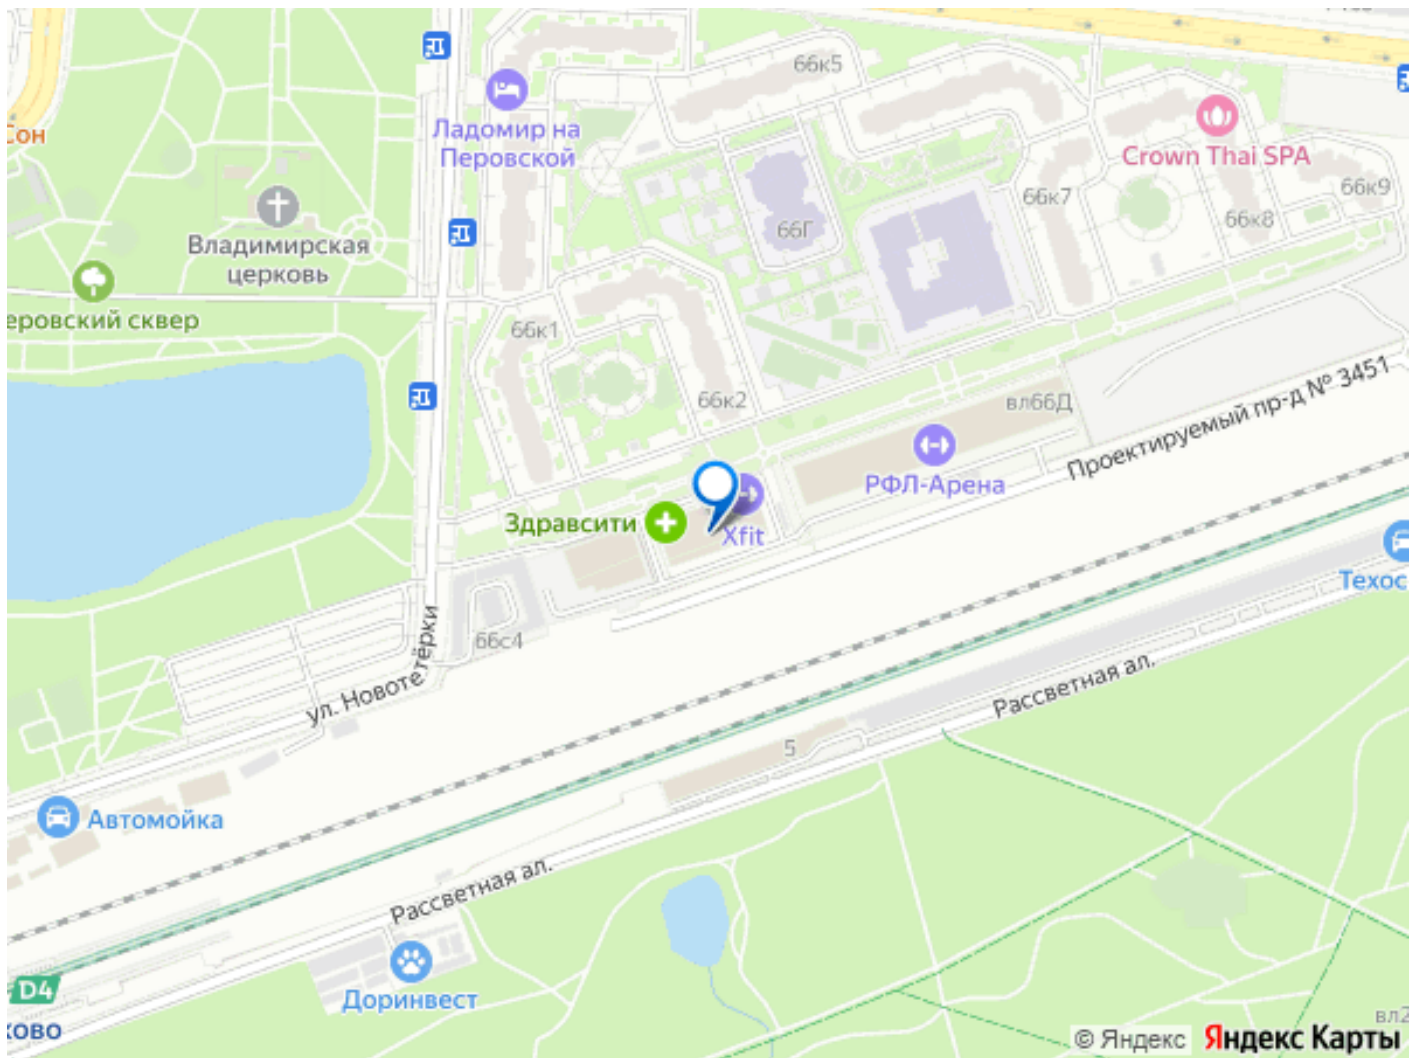 66к5
Сон
Ладомир на
Перовской
Crown Thai SPA
66к9
66к7
66к8
66Г
Владимирская
церковь
еровский сквер
66к1
66к2
вл66Д
Проектируемый пр-д № 3451
РФЛ-Арена
Здравсити
Xfit
Техос
66с4
ул. Новотетёрки
Рассветная ал.
5
Автомойка
Рассветная ал.
Доринвест
D4
ково
вл2
© Яндекс Яндекс Карты